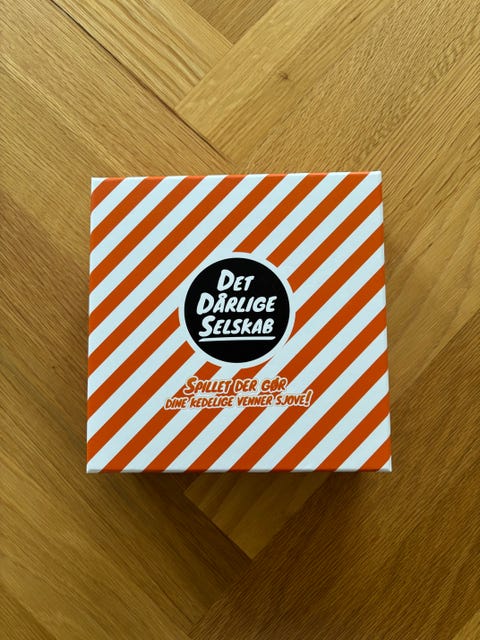 DET
DÅRLIGE
SELSKAB
SPILLET DER GØR
DINE KEDELIGE VENNER SJOVE!